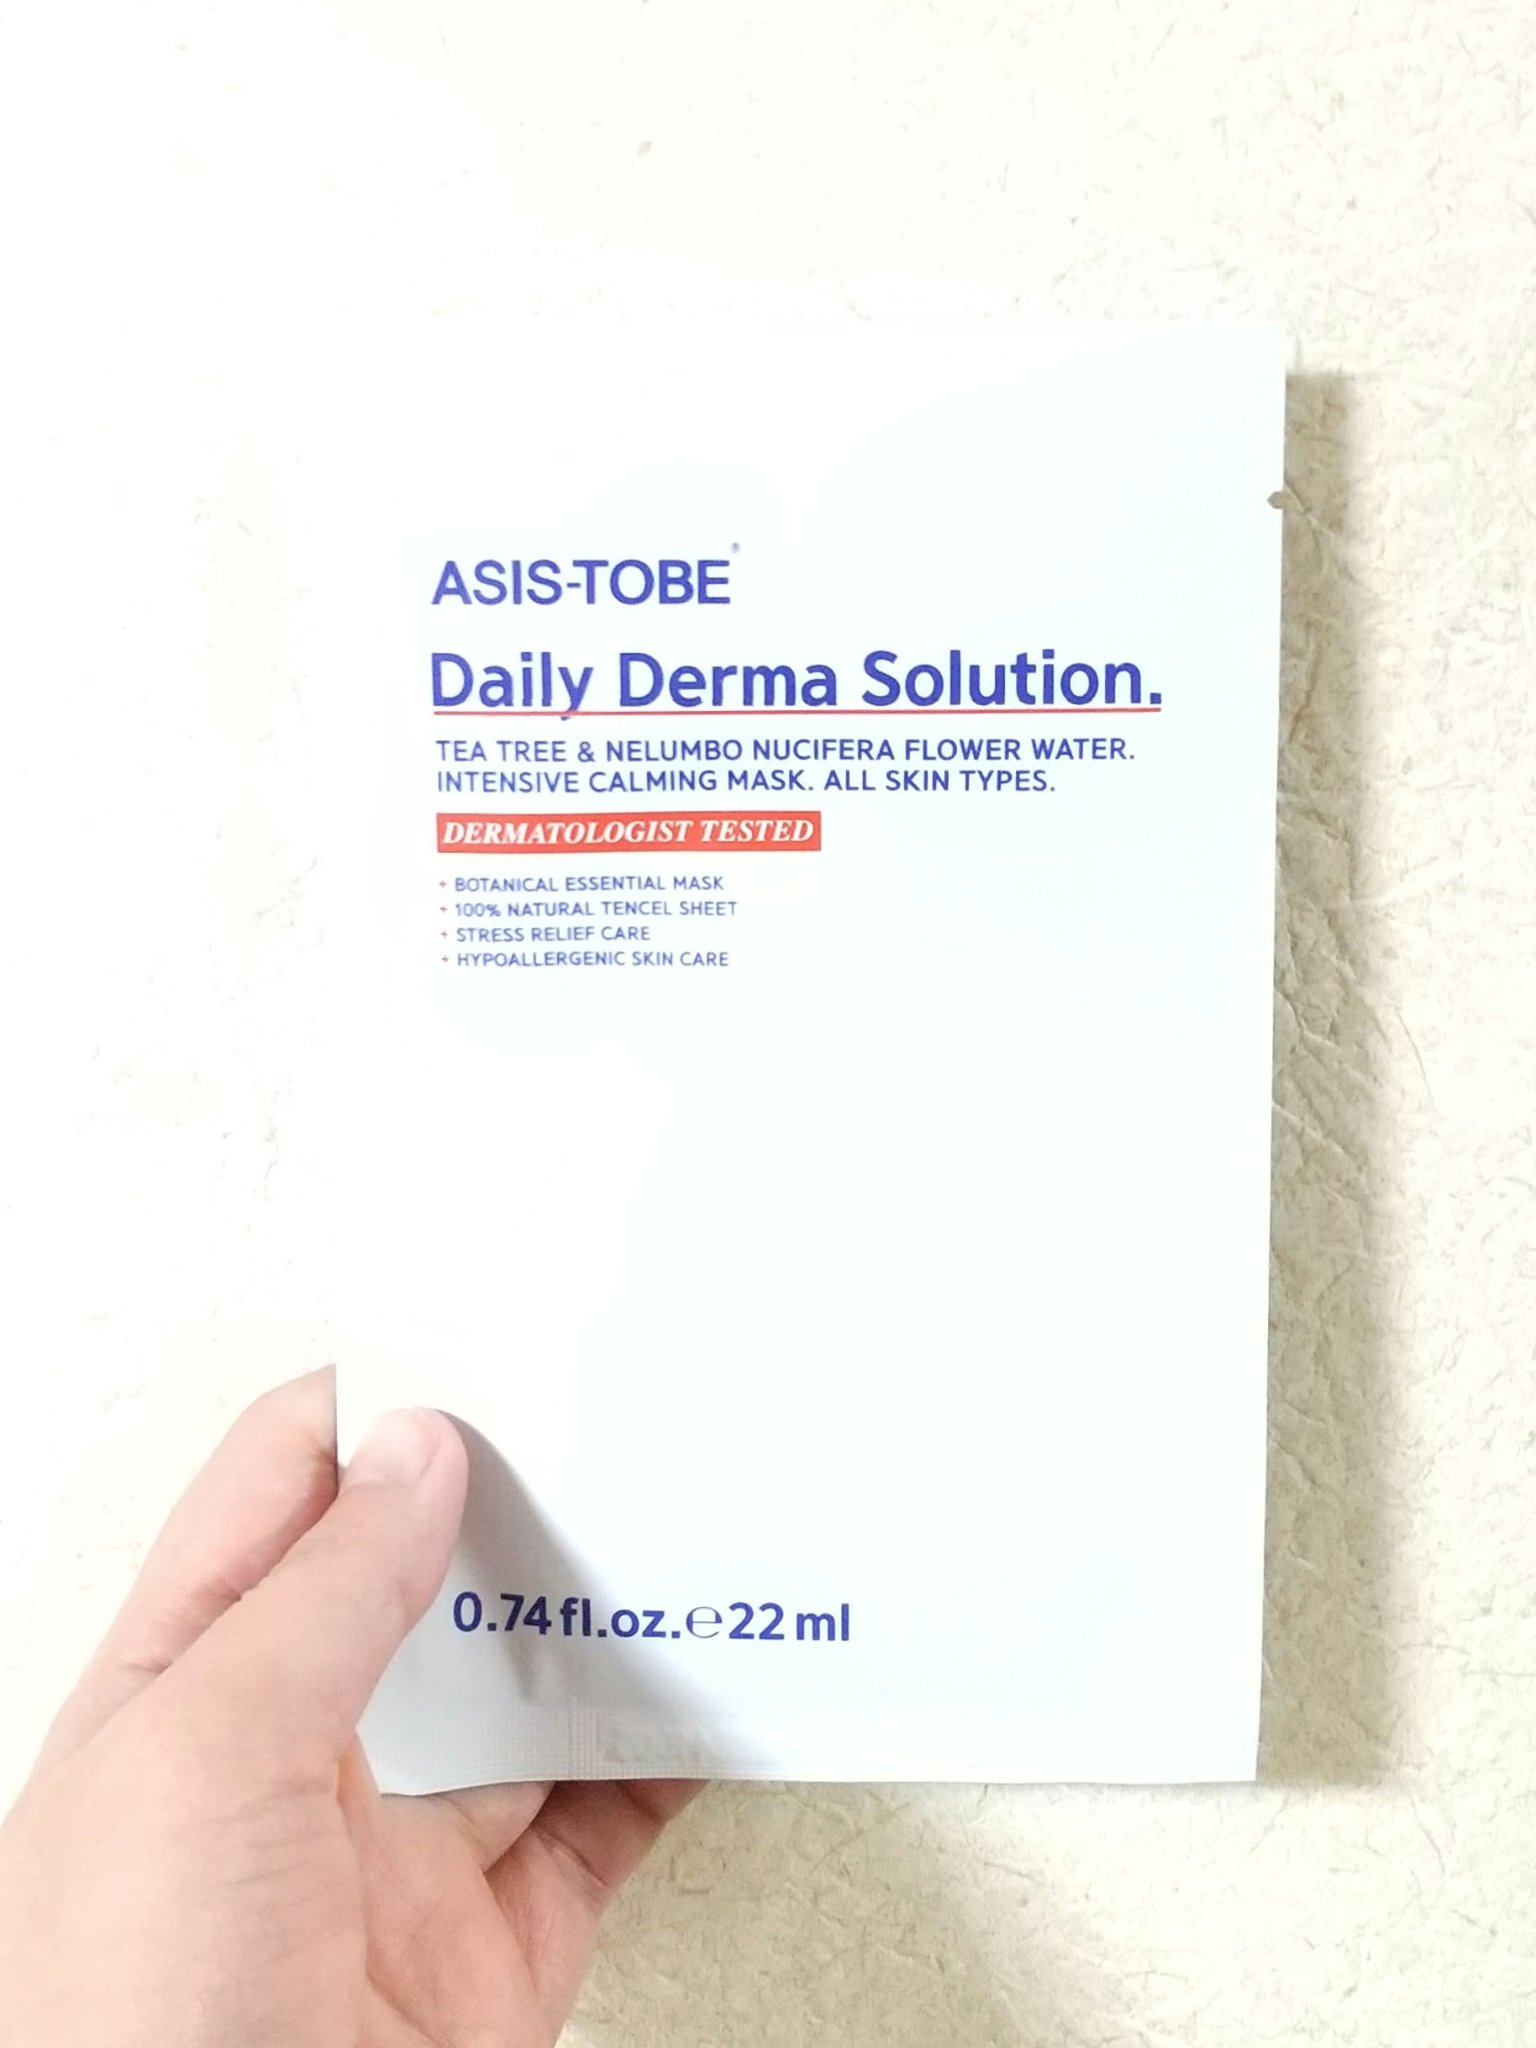 ASIS-TOBE®
Daily Derma Solution.
TEA TREE & NELUMBO NUCIFERA FLOWER WATER.
INTENSIVE CALMING MASK. ALL SKIN TYPES.
DERMATOLOGIST TESTED
+ BOTANICAL ESSENTIAL MASK
+ 100% NATURAL TENCEL SHEET
+ STRESS RELIEF CARE
+ HYPOALLERGENIC SKIN CARE
0.74 fl.oz.℮22 ml